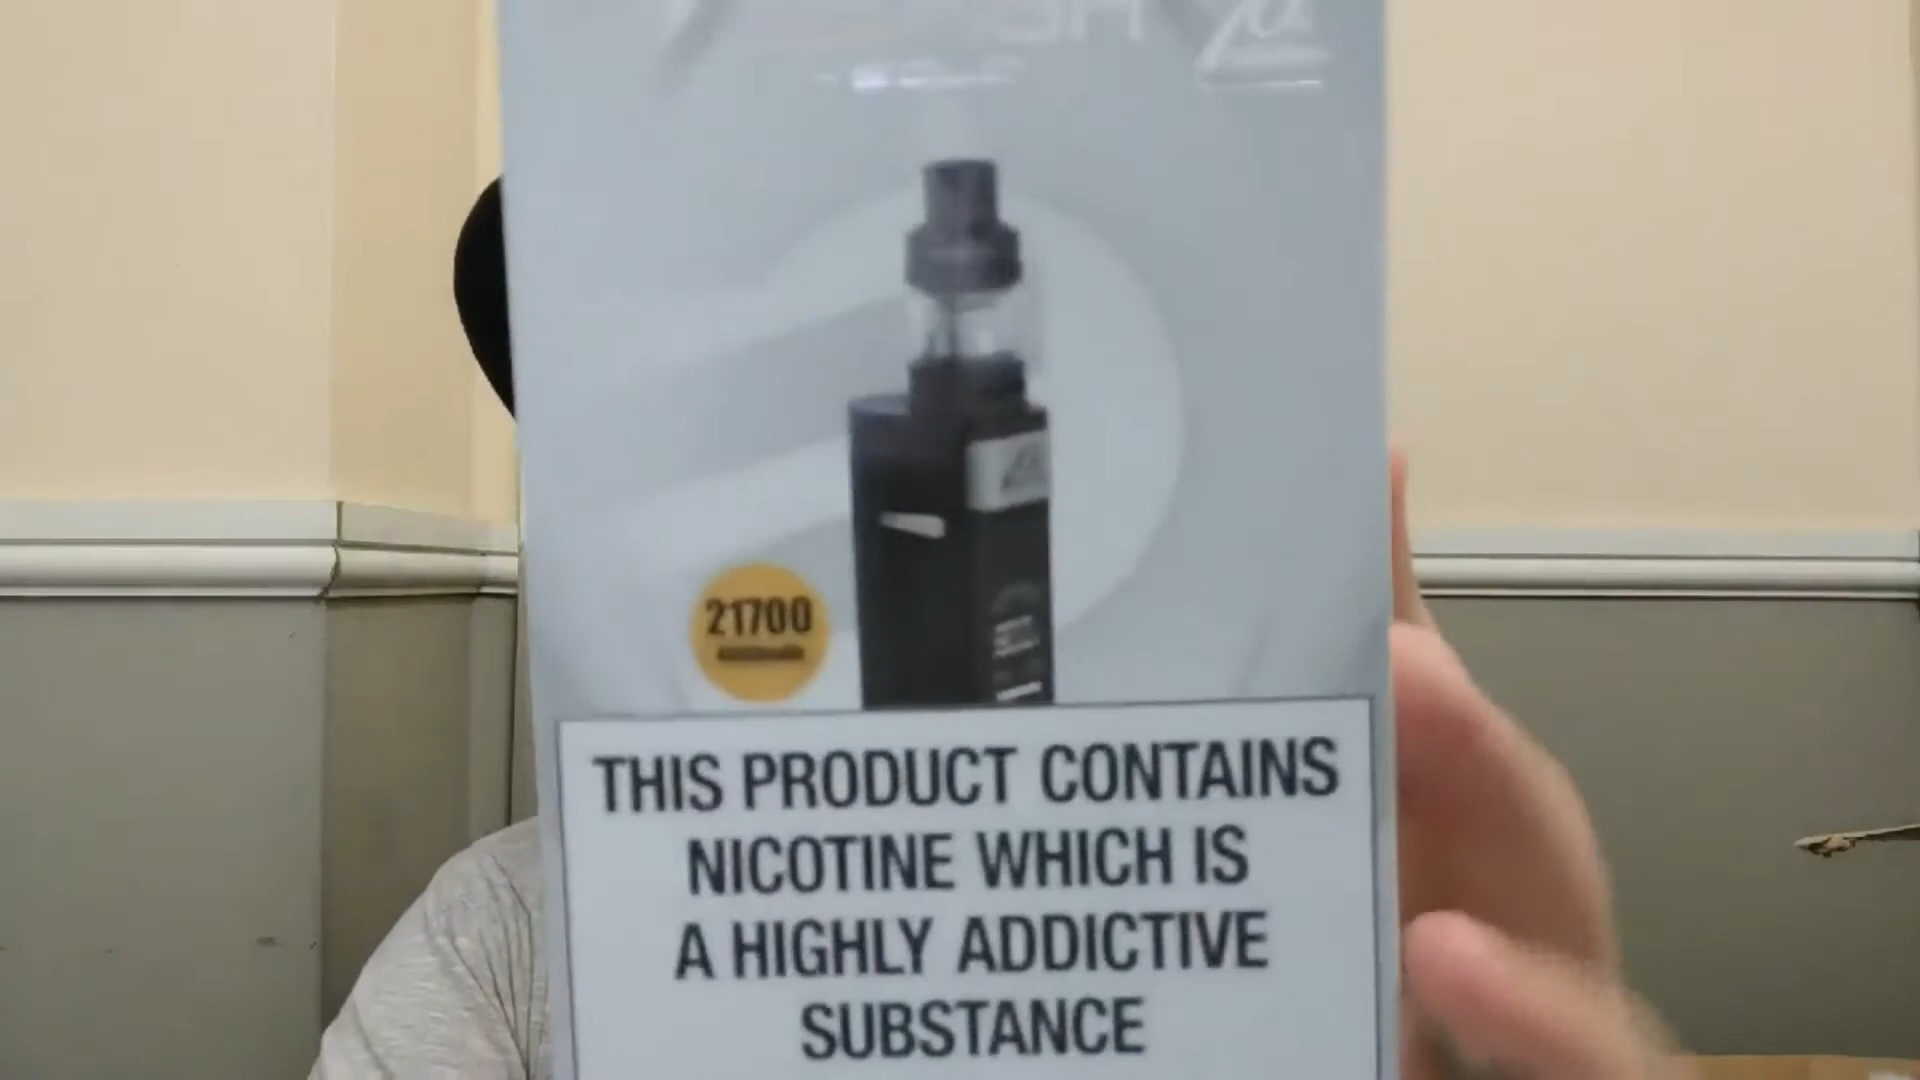 21700
THIS PRODUCT CONTAINS
NICOTINE WHICH IS
A HIGHLY ADDICTIVE
SUBSTANCE